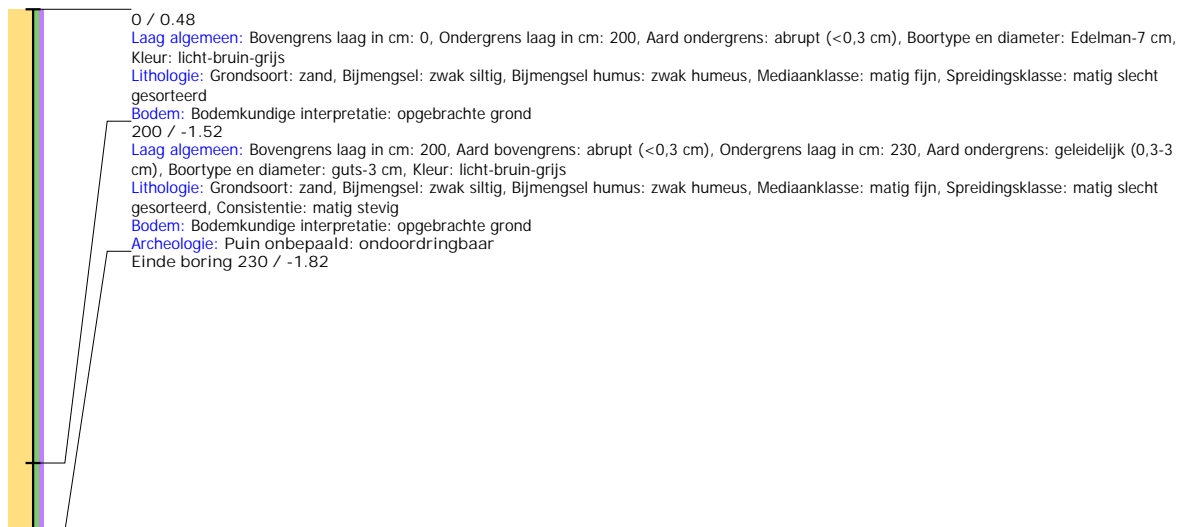 0 / 0.48
Laag algemeen: Bovengrens laag in cm: 0, Ondergrens laag in cm: 200, Aard ondergrens: abrupt (<0,3 cm), Boortype en diameter: Edelman-7 cm,
Kleur: licht-bruin-grijs
Lithologie: Grondsoort: zand, Bijmengsel: zwak siltig, Bijmengsel humus: zwak humeus, Mediaanklasse: matig fijn, Spreidingsklasse: matig slecht
gesorteerd
Bodem: Bodemkundige interpretatie: opgebrachte grond
200 / -1.52
Laag algemeen: Bovengrens laag in cm: 200, Aard bovengrens: abrupt (<0,3 cm), Ondergrens laag in cm: 230, Aard ondergrens: geleidelijk (0,3-3
cm), Boortype en diameter: guts-3 cm, Kleur: licht-bruin-grijs
Lithologie: Grondsoort: zand, Bijmengsel: zwak siltig, Bijmengsel humus: zwak humeus, Mediaanklasse: matig fijn, Spreidingsklasse: matig slecht
gesorteerd, Consistentie: matig stevig
Bodem: Bodemkundige interpretatie: opgebrachte grond
Archeologie: Puin onbepaald: ondoordringbaar
Einde boring 230 / -1.82